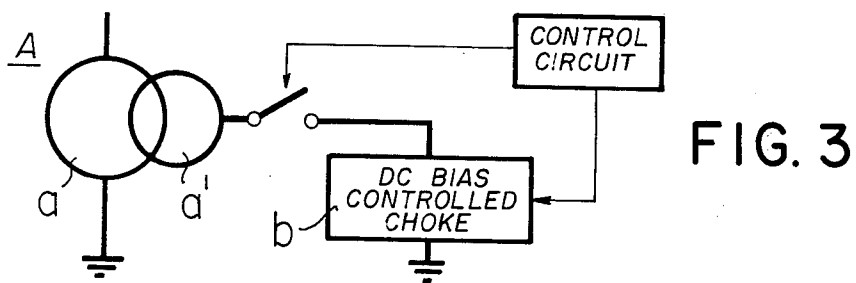 A
CONTROL
CIRCUIT
FIG. 3
a
a'
b
DC BIAS
CONTROLLED
CHOKE